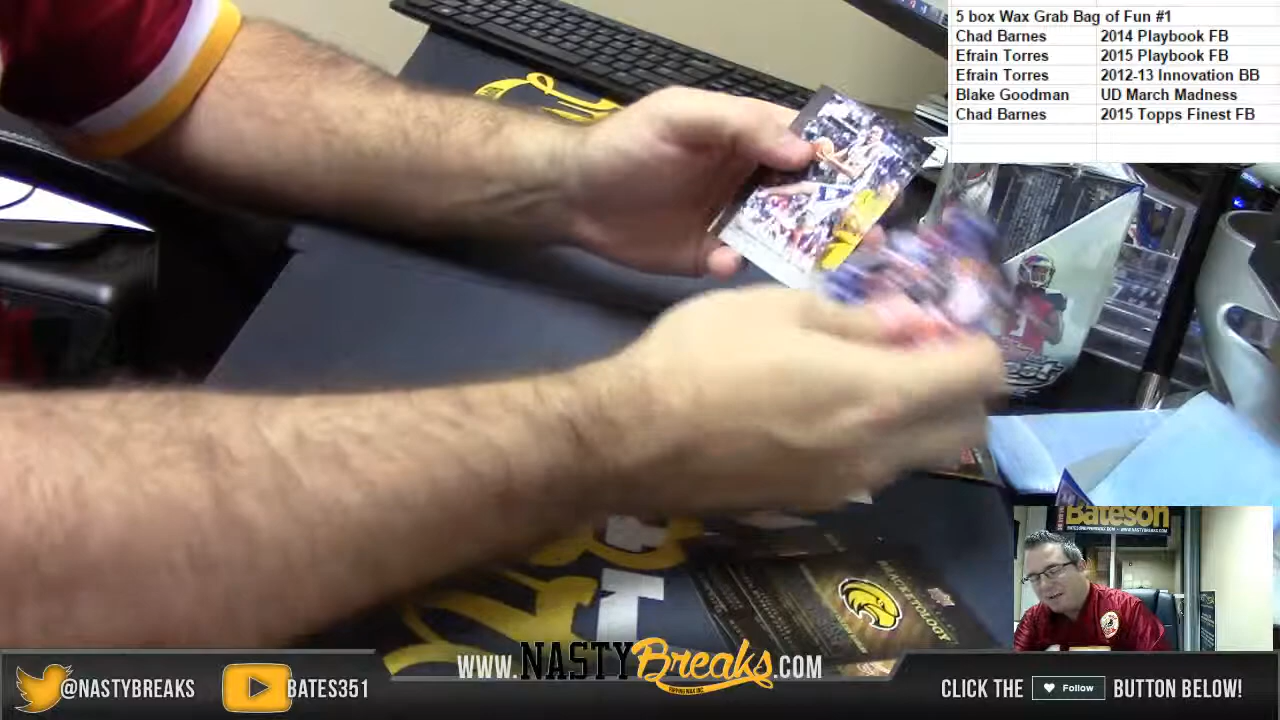 5 box Wax Grab Bag of Fun #1
Chad Barnes 2014 Playbook FB
Efrain Torres 2015 Playbook FB
Efrain Torres 2012-13 Innovation BB
Blake Goodman UD March Madness
Chad Barnes 2015 Topps Finest FB
Bateson
BRACKETOLOGY
@NASTYBREAKS
BATES351
WWW.NASTYBreaks.COM
CLICK THE Follow BUTTON BELOW!